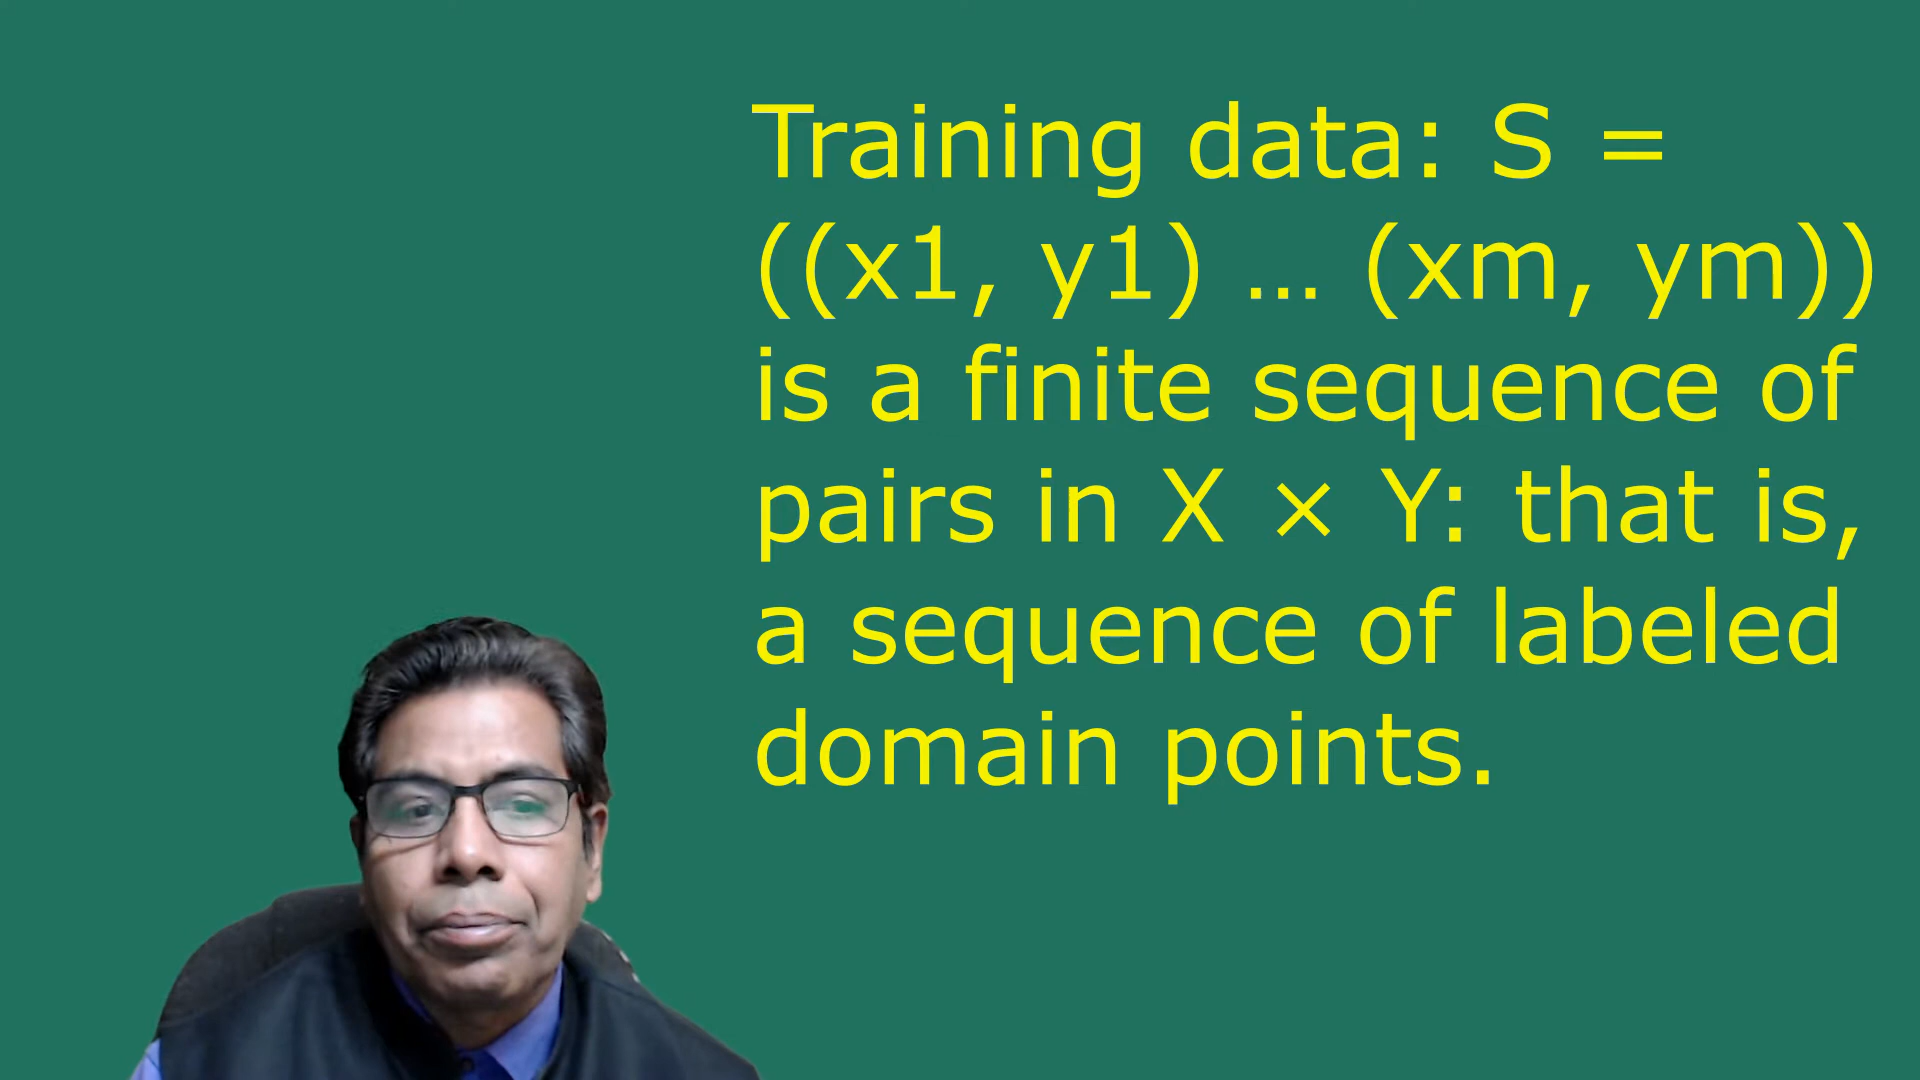 Training data: S =
((x1, y1) … (xm, ym))
is a finite sequence of
pairs in X × Y: that is,
a sequence of labeled
domain points.